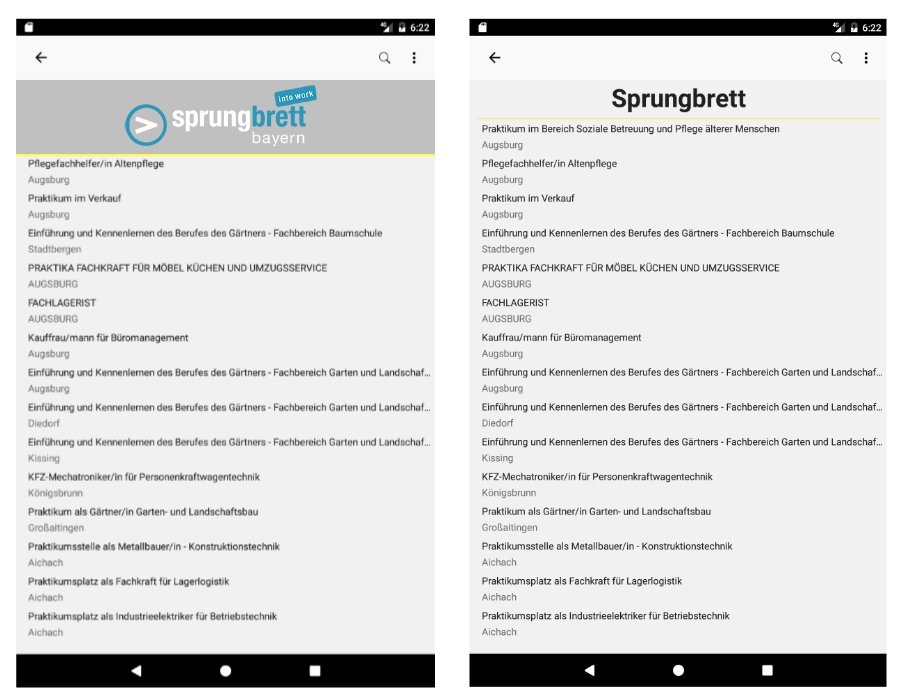 4G 6:22
into work
sprungbrett
bayern
Pflegefachhelfer/in Altenpflege
Augsburg
Praktikum im Verkauf
Augsburg
Einführung und Kennenlernen des Berufes des Gärtners - Fachbereich Baumschule
Stadtbergen
PRAKTIKA FACHKRAFT FÜR MÖBEL KÜCHEN UND UMZUGSSERVICE
AUGSBURG
FACHLAGERIST
AUGSBURG
Kauffrau/mann für Büromanagement
Augsburg
Einführung und Kennenlernen des Berufes des Gärtners - Fachbereich Garten und Landschaf...
Augsburg
Einführung und Kennenlernen des Berufes des Gärtners - Fachbereich Garten und Landschaf...
Diedorf
Einführung und Kennenlernen des Berufes des Gärtners - Fachbereich Garten und Landschaf...
Kissing
KFZ-Mechatroniker/in für Personenkraftwagentechnik
Königsbrunn
Praktikum als Gärtner/in Garten- und Landschaftsbau
Großaitingen
Praktikumsstelle als Metallbauer/in - Konstruktionstechnik
Aichach
Praktikumsplatz als Fachkraft für Lagerlogistik
Aichach
Praktikumsplatz als Industrieelektriker für Betriebstechnik
Aichach
4G 6:22
Sprungbrett
Praktikum im Bereich Soziale Betreuung und Pflege älterer Menschen
Augsburg
Pflegefachhelfer/in Altenpflege
Augsburg
Praktikum im Verkauf
Augsburg
Einführung und Kennenlernen des Berufes des Gärtners - Fachbereich Baumschule
Stadtbergen
PRAKTIKA FACHKRAFT FÜR MÖBEL KÜCHEN UND UMZUGSSERVICE
AUGSBURG
FACHLAGERIST
AUGSBURG
Kauffrau/mann für Büromanagement
Augsburg
Einführung und Kennenlernen des Berufes des Gärtners - Fachbereich Garten und Landschaf...
Augsburg
Einführung und Kennenlernen des Berufes des Gärtners - Fachbereich Garten und Landschaf...
Diedorf
Einführung und Kennenlernen des Berufes des Gärtners - Fachbereich Garten und Landschaf...
Kissing
KFZ-Mechatroniker/in für Personenkraftwagentechnik
Königsbrunn
Praktikum als Gärtner/in Garten- und Landschaftsbau
Großaitingen
Praktikumsstelle als Metallbauer/in - Konstruktionstechnik
Aichach
Praktikumsplatz als Fachkraft für Lagerlogistik
Aichach
Praktikumsplatz als Industrieelektriker für Betriebstechnik
Aichach